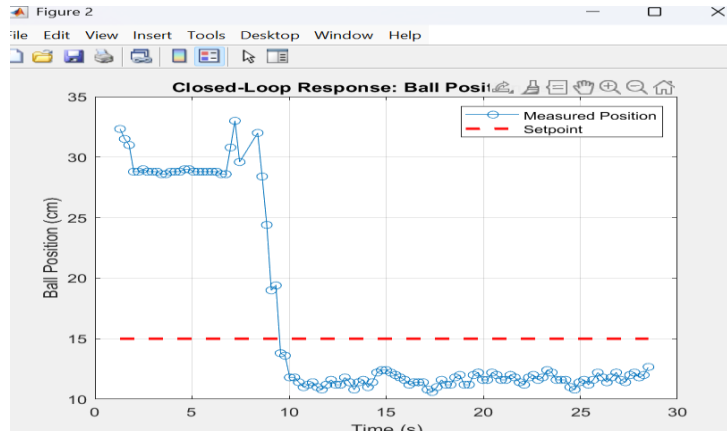 Figure 2
File Edit View Insert Tools Desktop Window Help
Closed-Loop Response: Ball
35
30
25
20
15
10
0
5
10
15
20
25
30
Ball Position (cm)
Time (s)
Measured Position
Setpoint